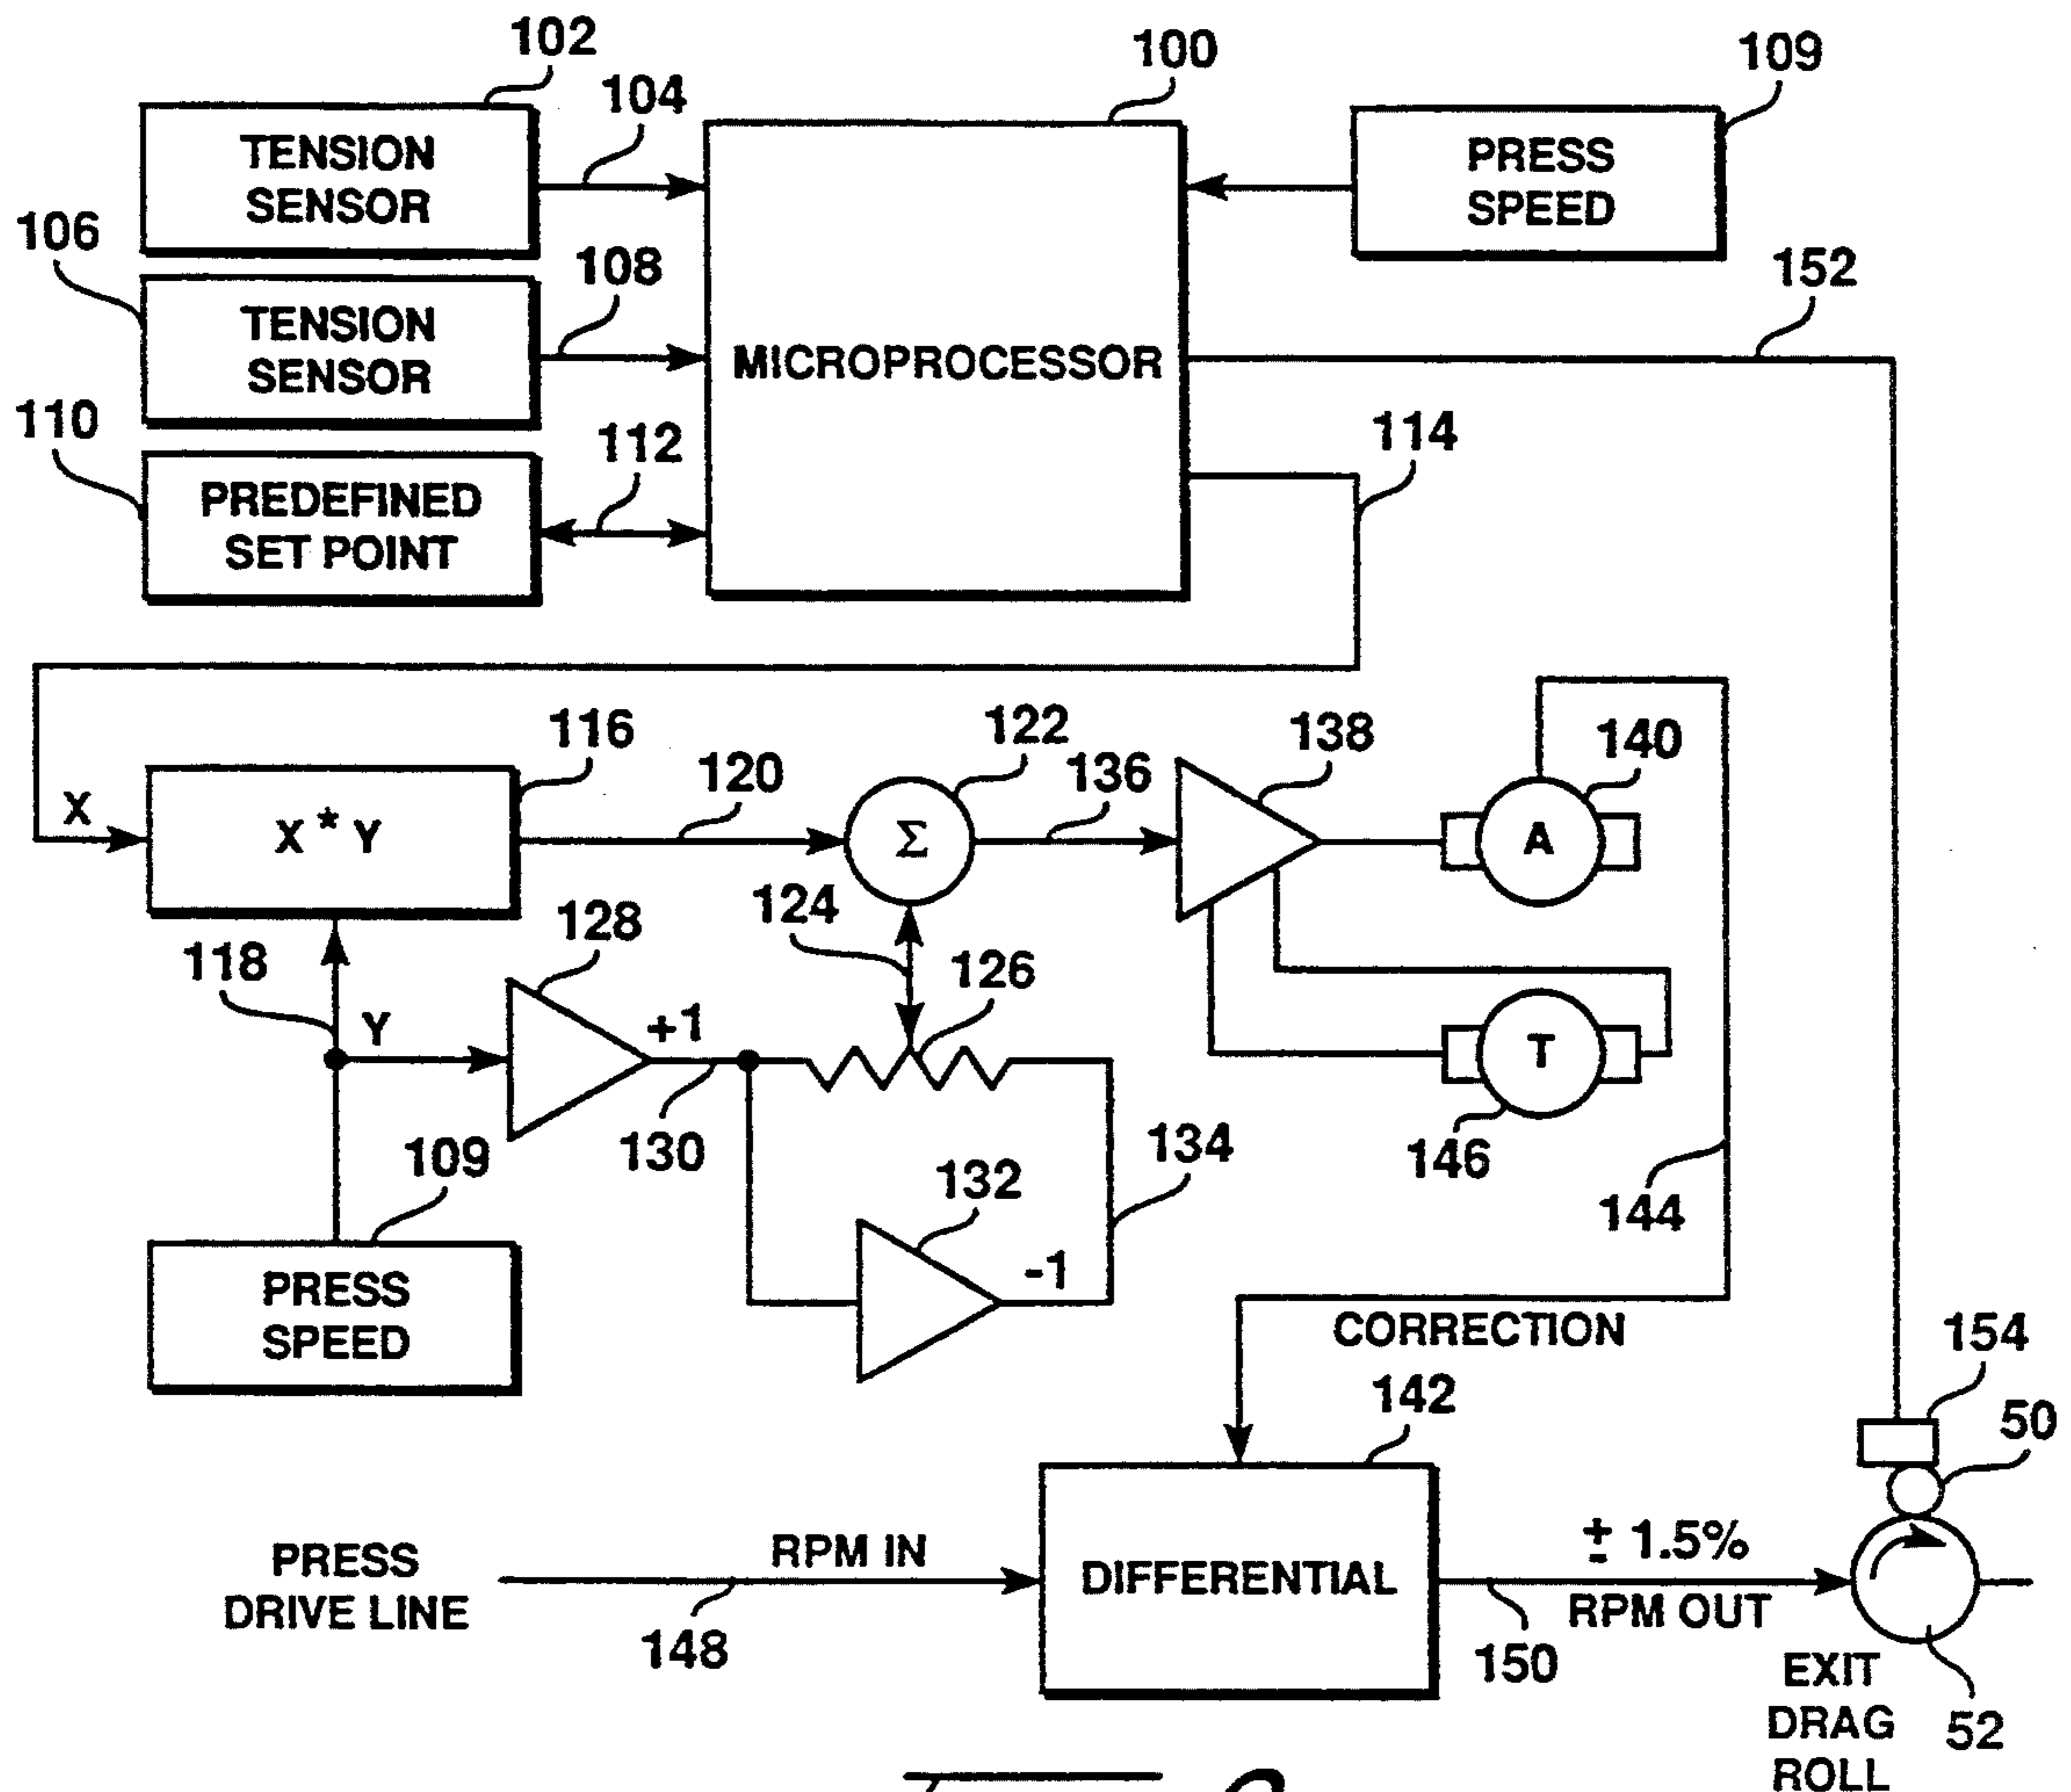 102
100
109
104
TENSION
SENSOR
PRESS
SPEED
106
108
152
TENSION
SENSOR
MICROPROCESSOR
110
112
114
PREDEFINED
SET POINT
116
122
138
140
120
136
X
X * Y
Σ
A
124
128
118
126
Y
+1
T
130
109
132
134
146
144
-1
PRESS
SPEED
CORRECTION
154
142
50
± 1.5%
RPM IN
PRESS
DRIVE LINE
DIFFERENTIAL
RPM OUT
148
150
EXIT
DRAG
ROLL
52